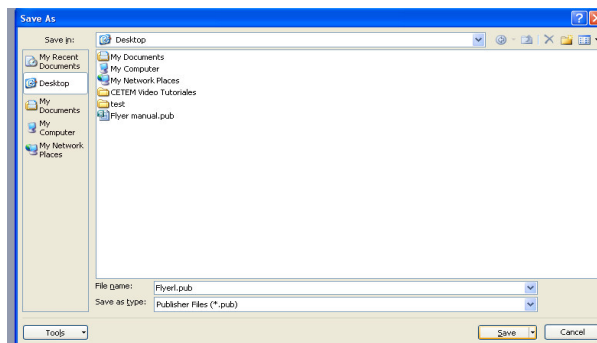 Save As
Save in:
Desktop
My Recent
Documents
Desktop
My
Documents
My
Computer
My Network
Places
My Documents
My Computer
My Network Places
CETEM Video Tutoriales
test
Flyer manual.pub
File name:
Flyerl.pub
Save as type:
Publisher Files (*.pub)
Tools
Save
Cancel